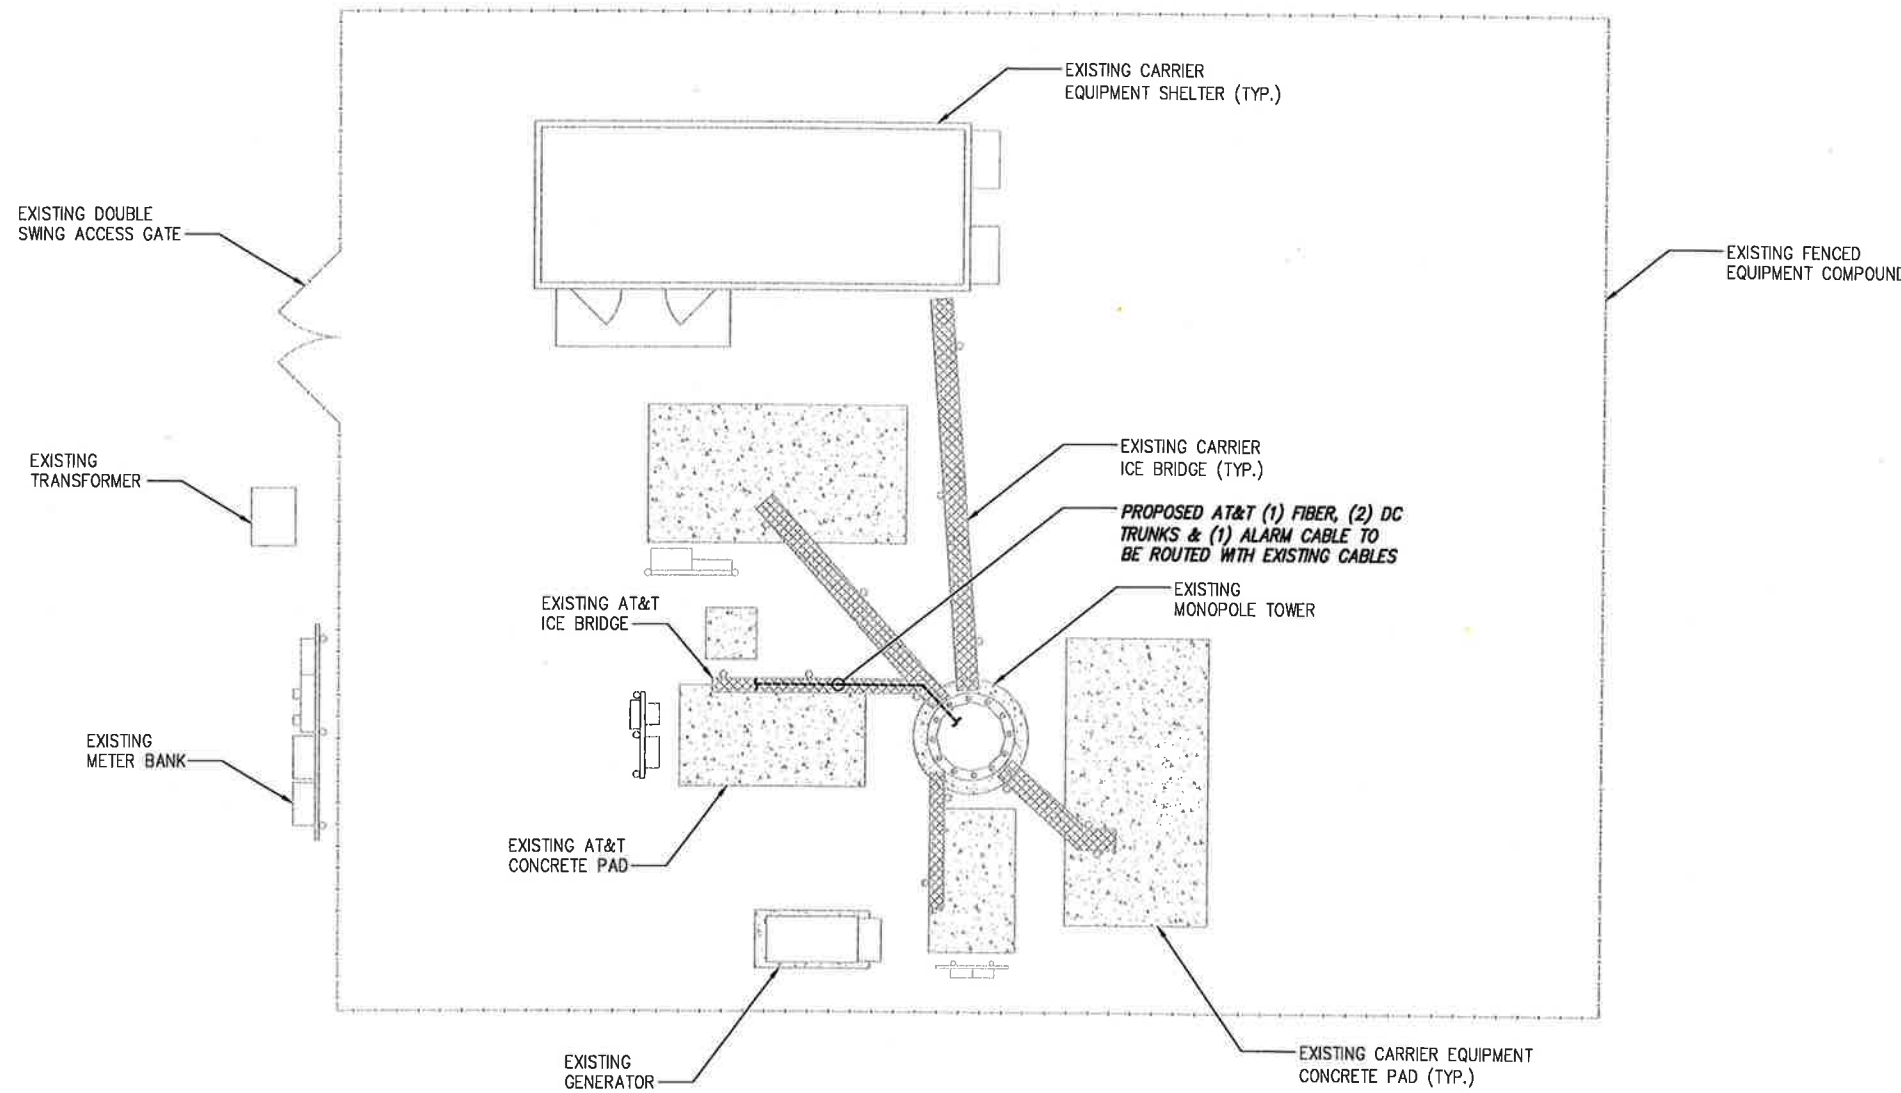 EXISTING CARRIER
EQUIPMENT SHELTER (TYP.)
EXISTING DOUBLE
SWING ACCESS GATE
EXISTING FENCED
EQUIPMENT COMPOUND
EXISTING CARRIER
ICE BRIDGE (TYP.)
EXISTING
TRANSFORMER
PROPOSED AT&T (1) FIBER, (2) DC
TRUNKS & (1) ALARM CABLE TO
BE ROUTED WITH EXISTING CABLES
EXISTING
MONOPOLE TOWER
EXISTING AT&T
ICE BRIDGE
EXISTING
METER BANK
EXISTING AT&T
CONCRETE PAD
EXISTING
GENERATOR
EXISTING CARRIER EQUIPMENT
CONCRETE PAD (TYP.)